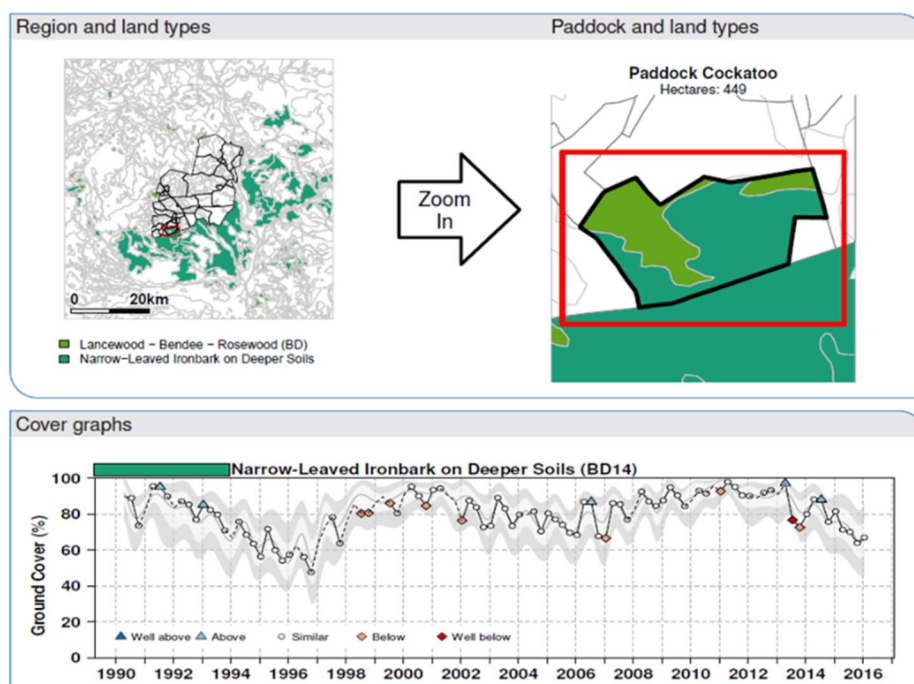 Region and land types
Paddock and land types
Paddock Cockatoo
Hectares: 449
Zoom
In
0 20km
Lancewood - Bendee - Rosewood (BD)
Narrow-Leaved Ironbark on Deeper Soils
Cover graphs
Narrow-Leaved Ironbark on Deeper Soils (BD14)
Ground Cover (%)
100
80
60
40
20
0
Well above Above Similar Below Well below
1990 1992 1994 1996 1998 2000 2002 2004 2006 2008 2010 2012 2014 2016